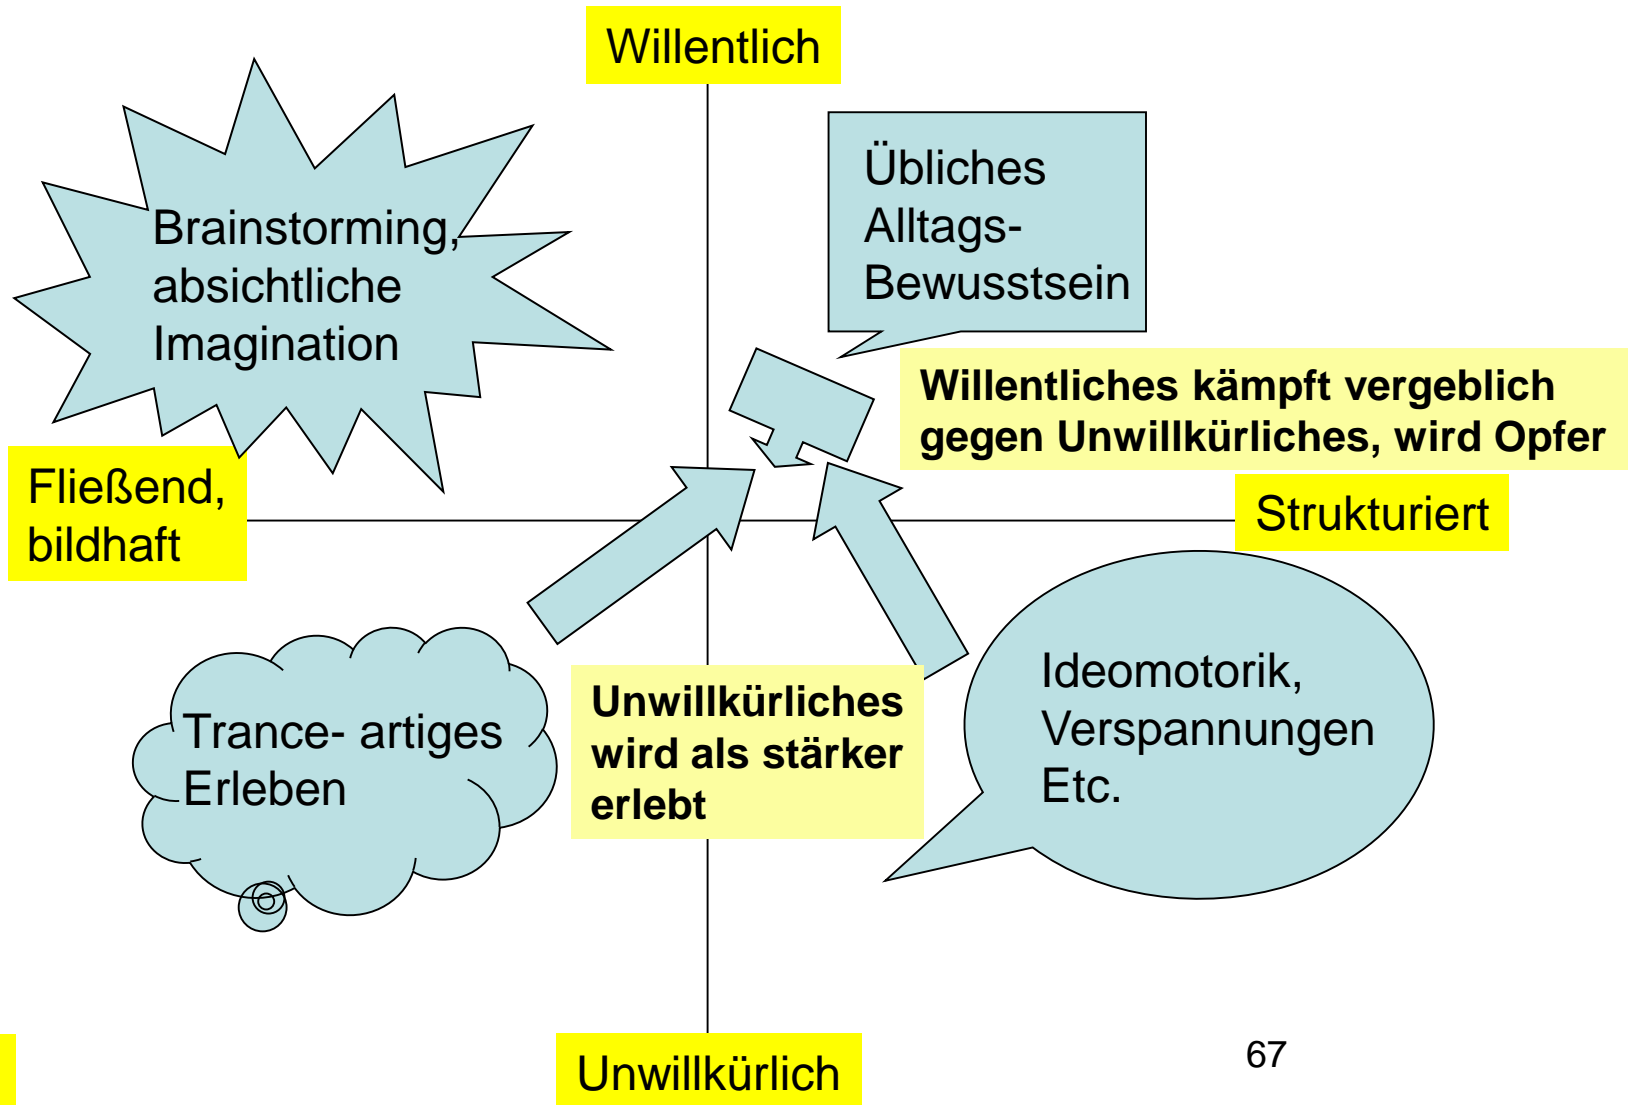 Willentlich
Brainstorming,
absichtliche
Imagination
Übliches
Alltags-
Bewusstsein
Willentliches kämpft vergeblich
gegen Unwillkürliches, wird Opfer
Fließend,
bildhaft
Strukturiert
Trance- artiges
Erleben
Unwillkürliches
wird als stärker
erlebt
Ideomotorik,
Verspannungen
Etc.
Unwillkürlich
67